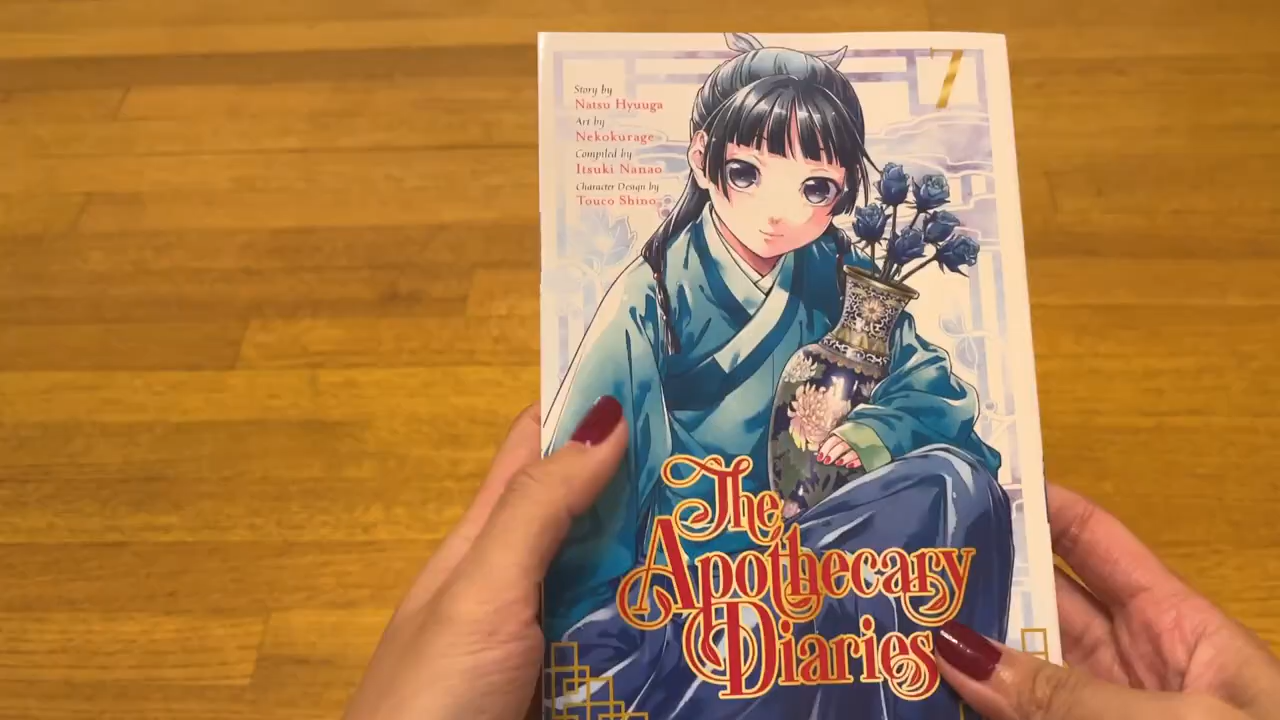 7
Story by
Natsu Hyuuga
Art by
Nekokurage
Compiled by
Itsuki Nanao
Character Design by
Touco Shino
The
Apothecary
Diaries